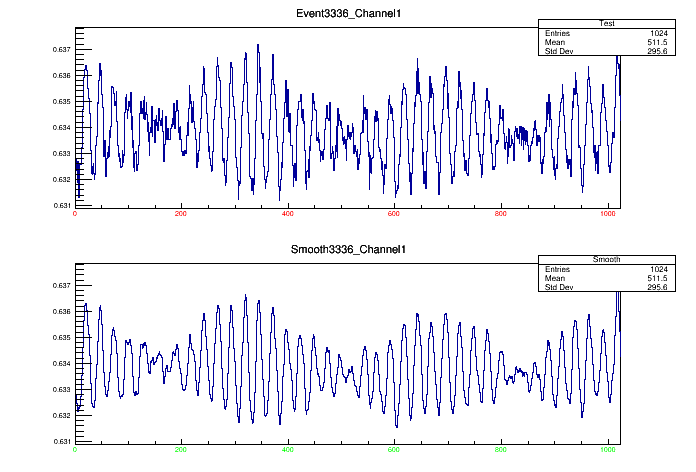 Event3336_Channel1
Test
Entries 1024
Mean 511.5
Std Dev 295.6
0.637
0.636
0.635
0.634
0.633
0.632
0.631
0 200 400 600 800 1000
Smooth3336_Channel1
Smooth
Entries 1024
Mean 511.5
Std Dev 295.6
0.637
0.636
0.635
0.634
0.633
0.632
0.631
0 200 400 600 800 1000